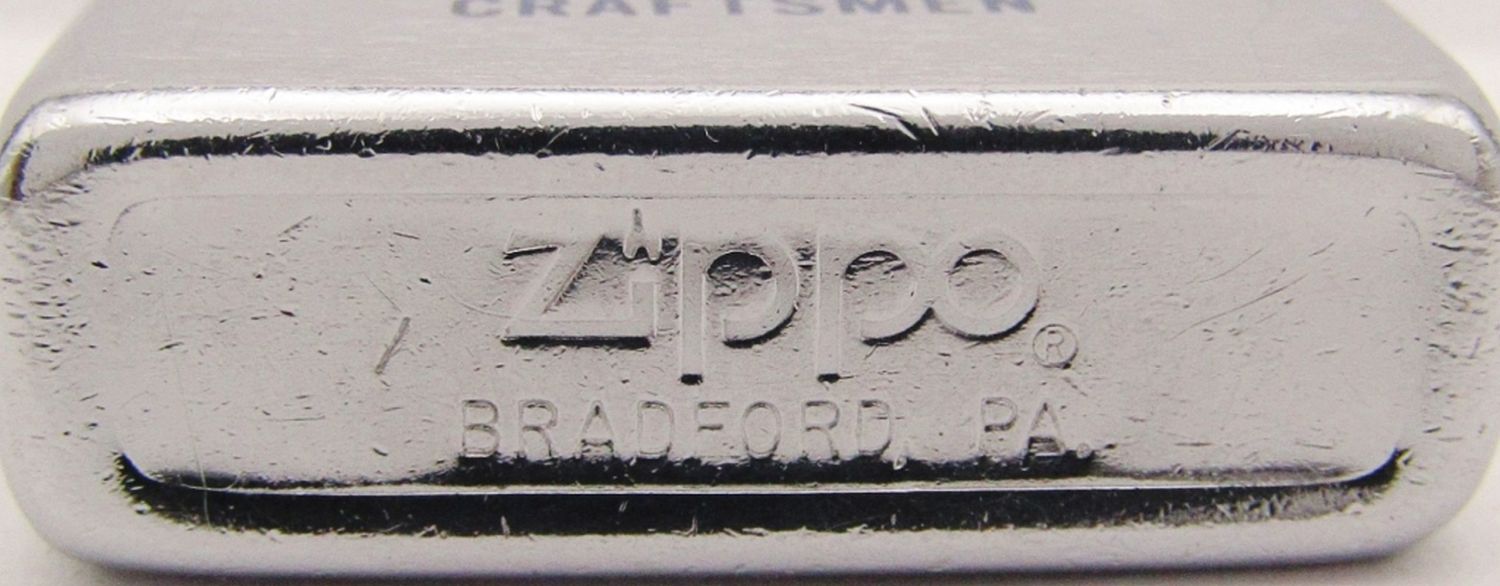 CRAFTSMEN
Zippo ®
BRADFORD, PA.